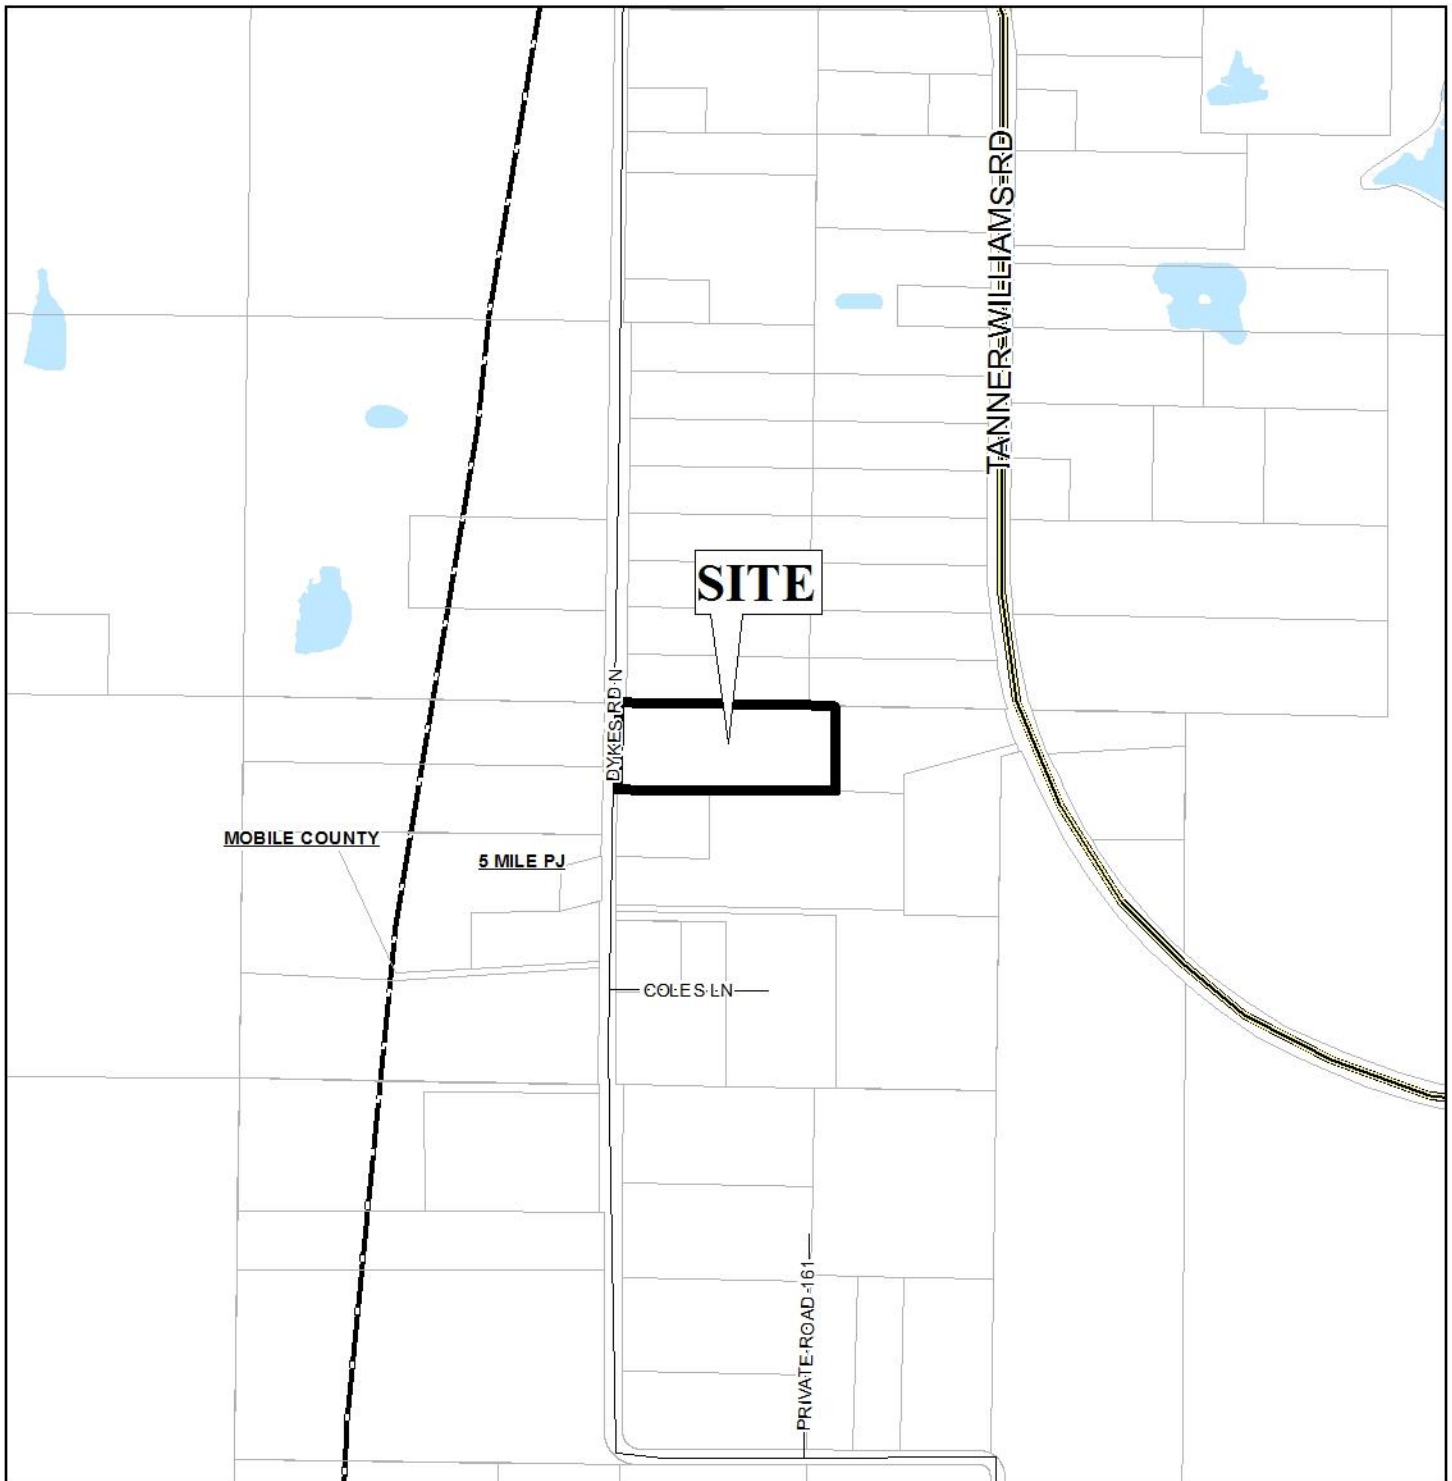 TANNER WILLIAMS RD
SITE
DYKES RD N
MOBILE COUNTY
5 MILE PJ
COLES LN
PRIVATE ROAD 161